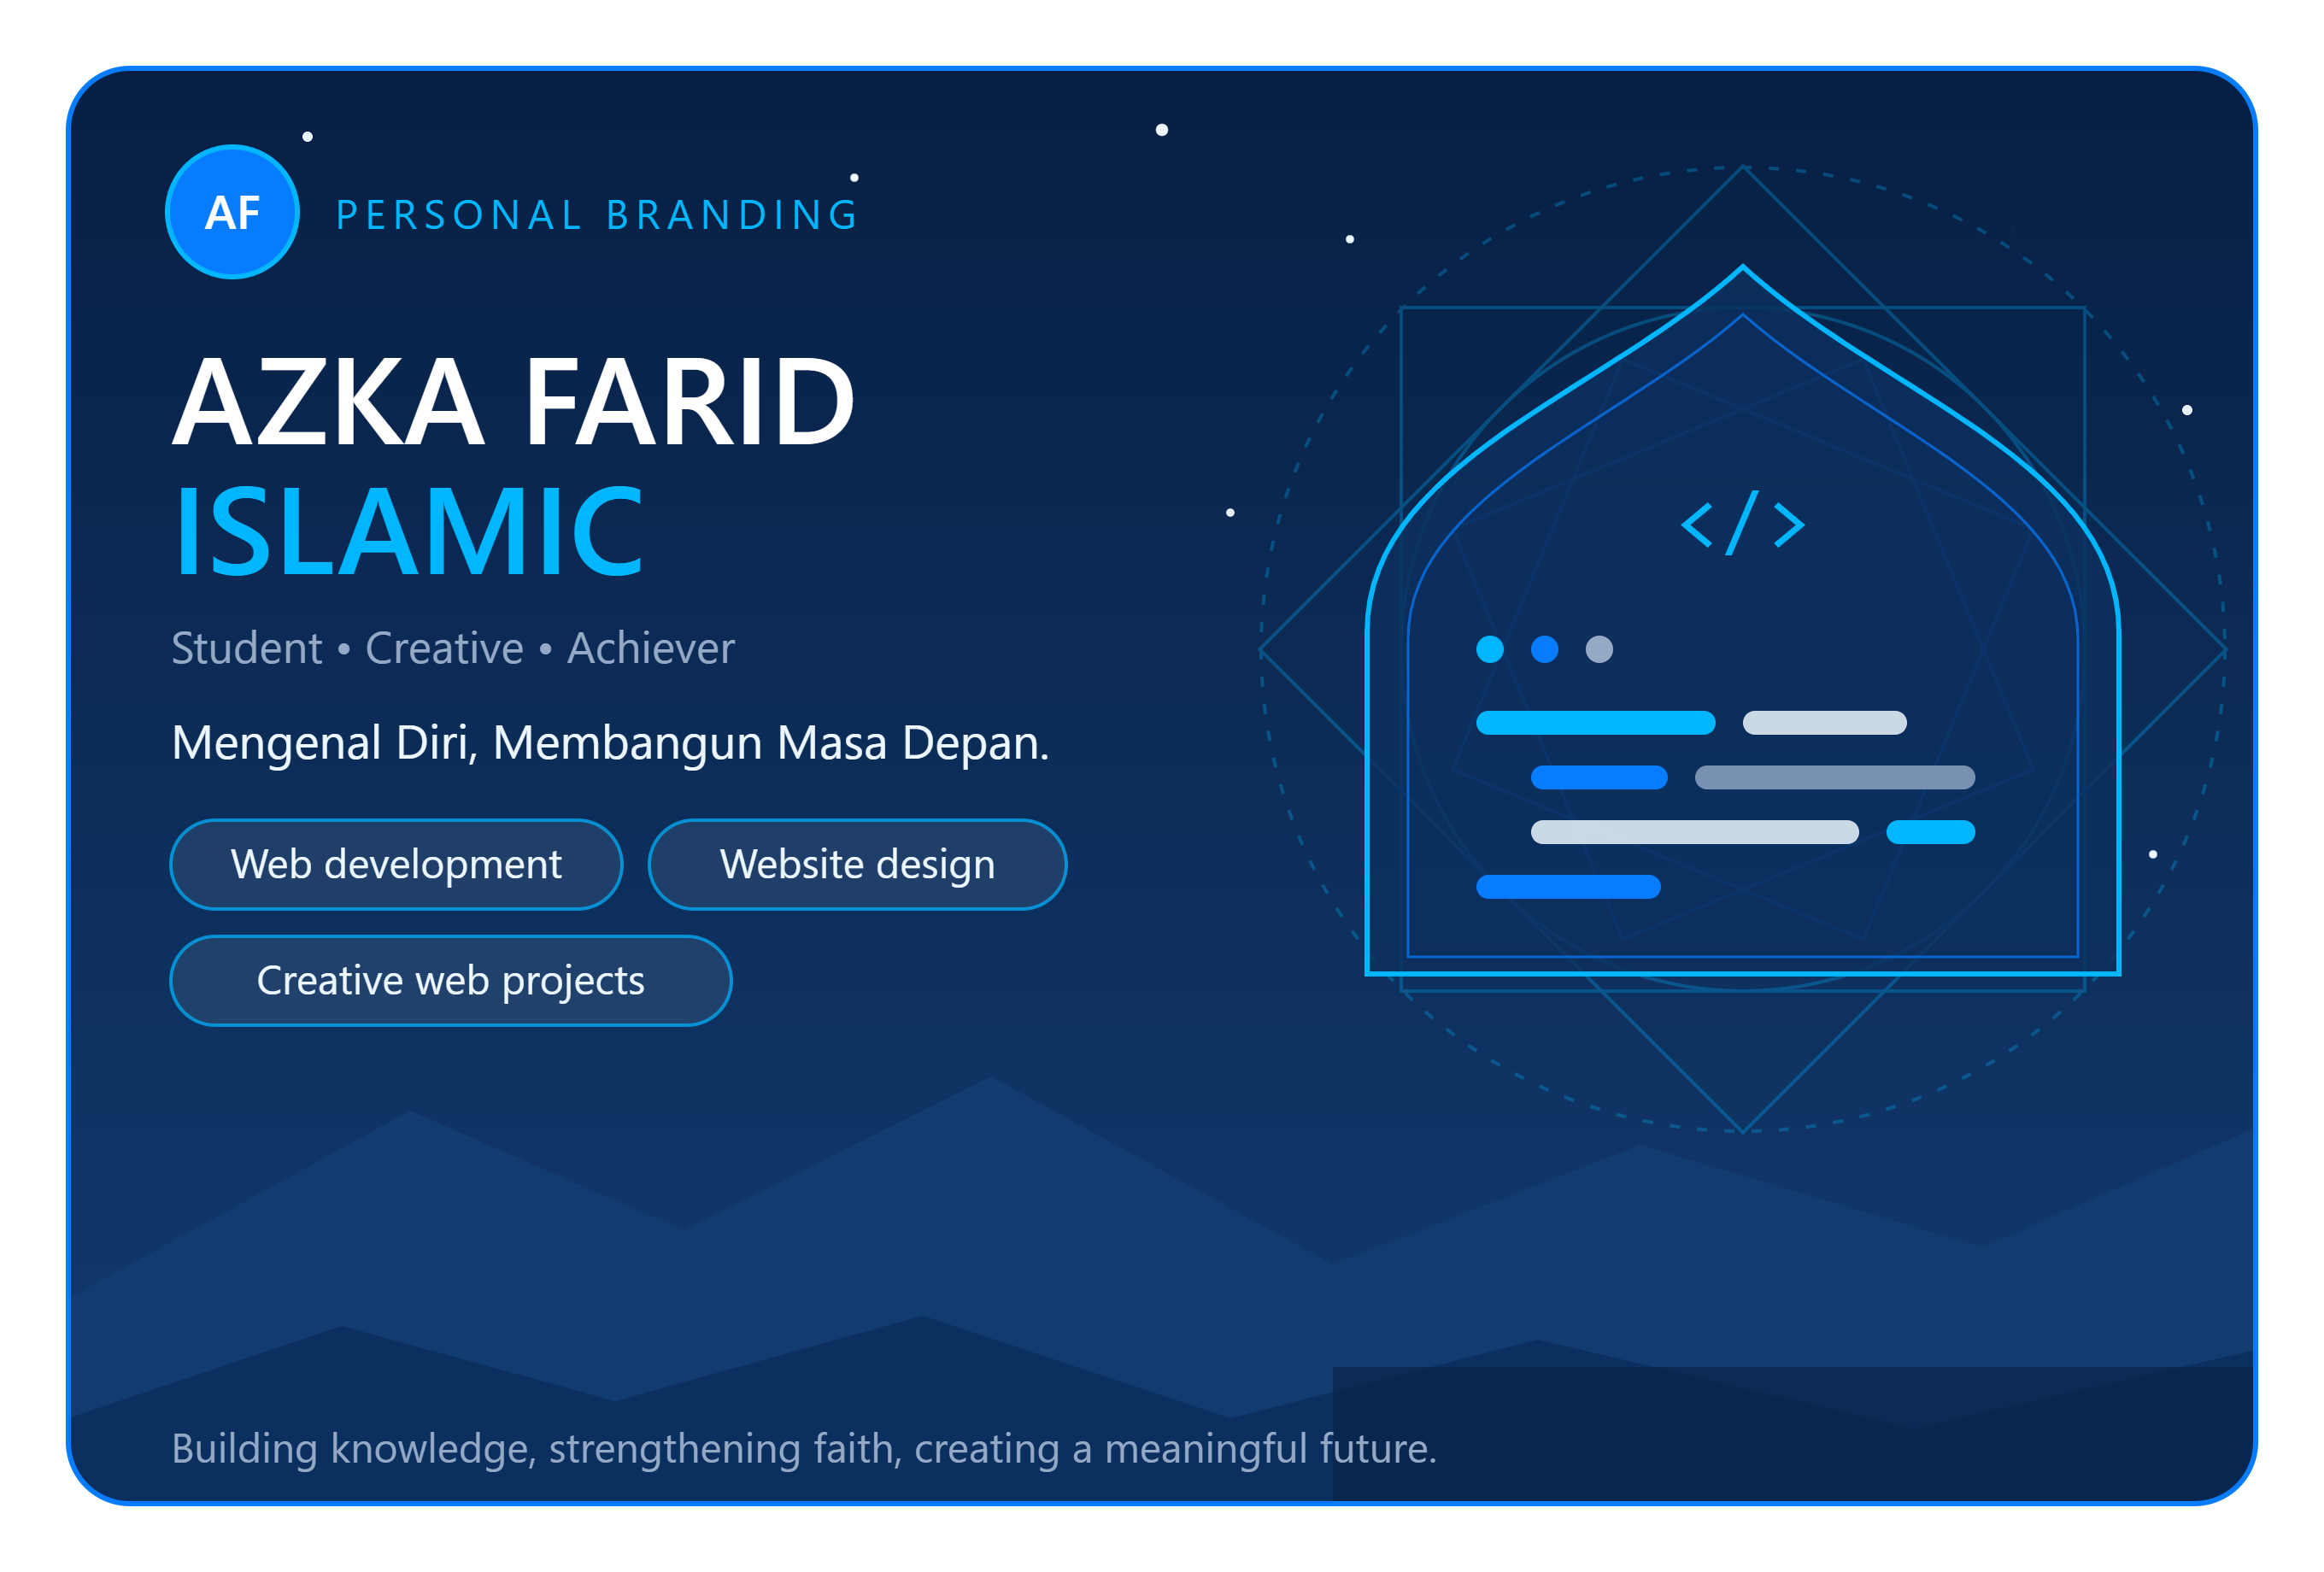 AF
PERSONAL BRANDING
AZKA FARID
ISLAMIC
Student • Creative • Achiever
Mengenal Diri, Membangun Masa Depan.
Web development
Website design
Creative web projects
</>
Building knowledge, strengthening faith, creating a meaningful future.